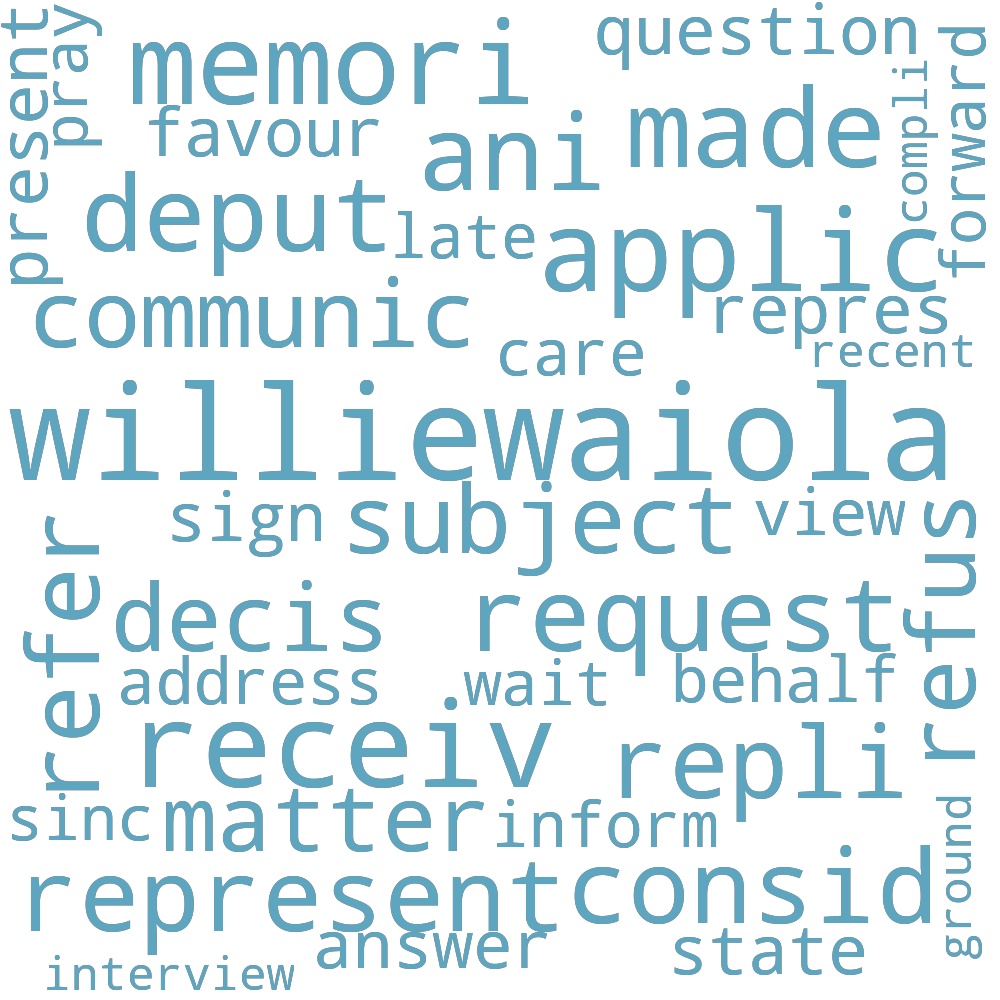 present
pray
memori
question
forward
compli
favour
ani
made
deput
late
applic
communic
repres
care
recent
williewaiola
sign
subject
view
refer
refus
decis
request
address
wait
behalf
receiv
repli
sinc
matter
inform
ground
represent
consid
answer
state
interview